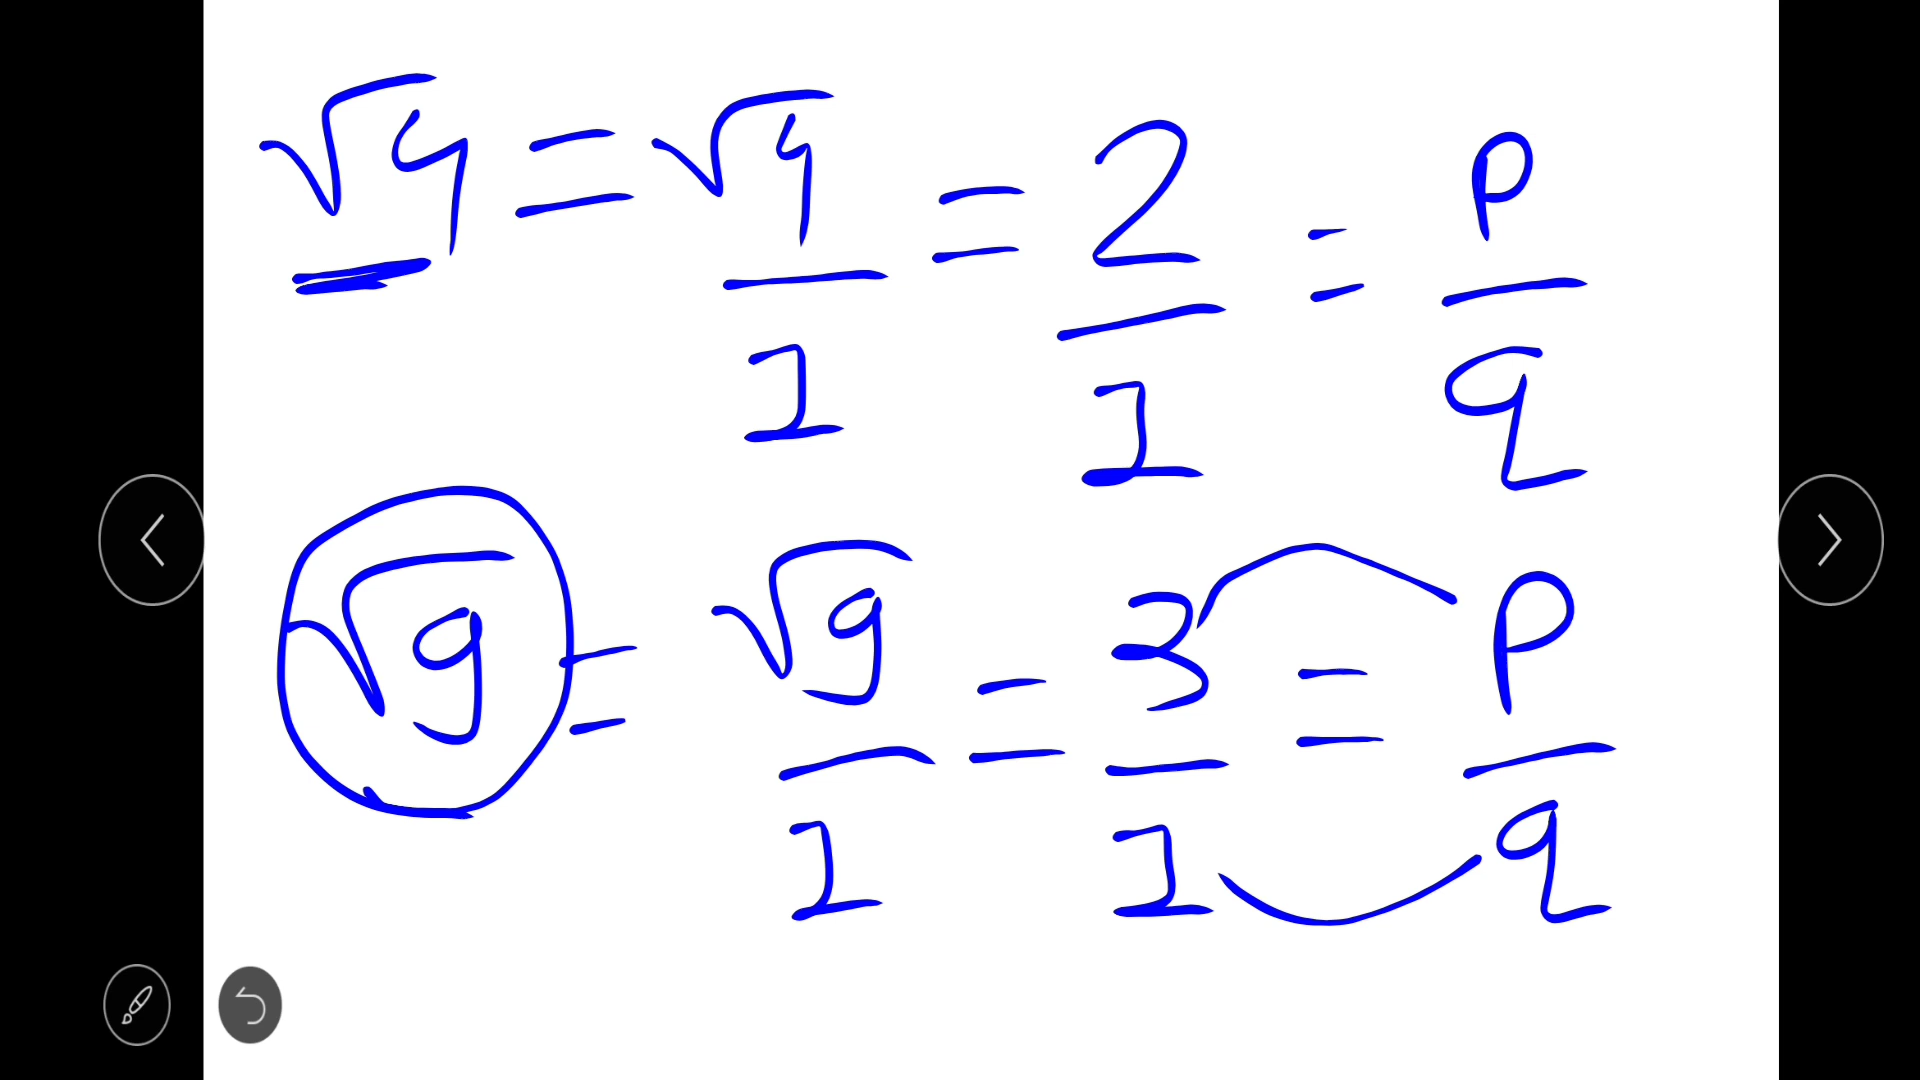 √4 = √4/1 = 2/1 = p/q
√9 = √9/1 = 3/1 = p/q